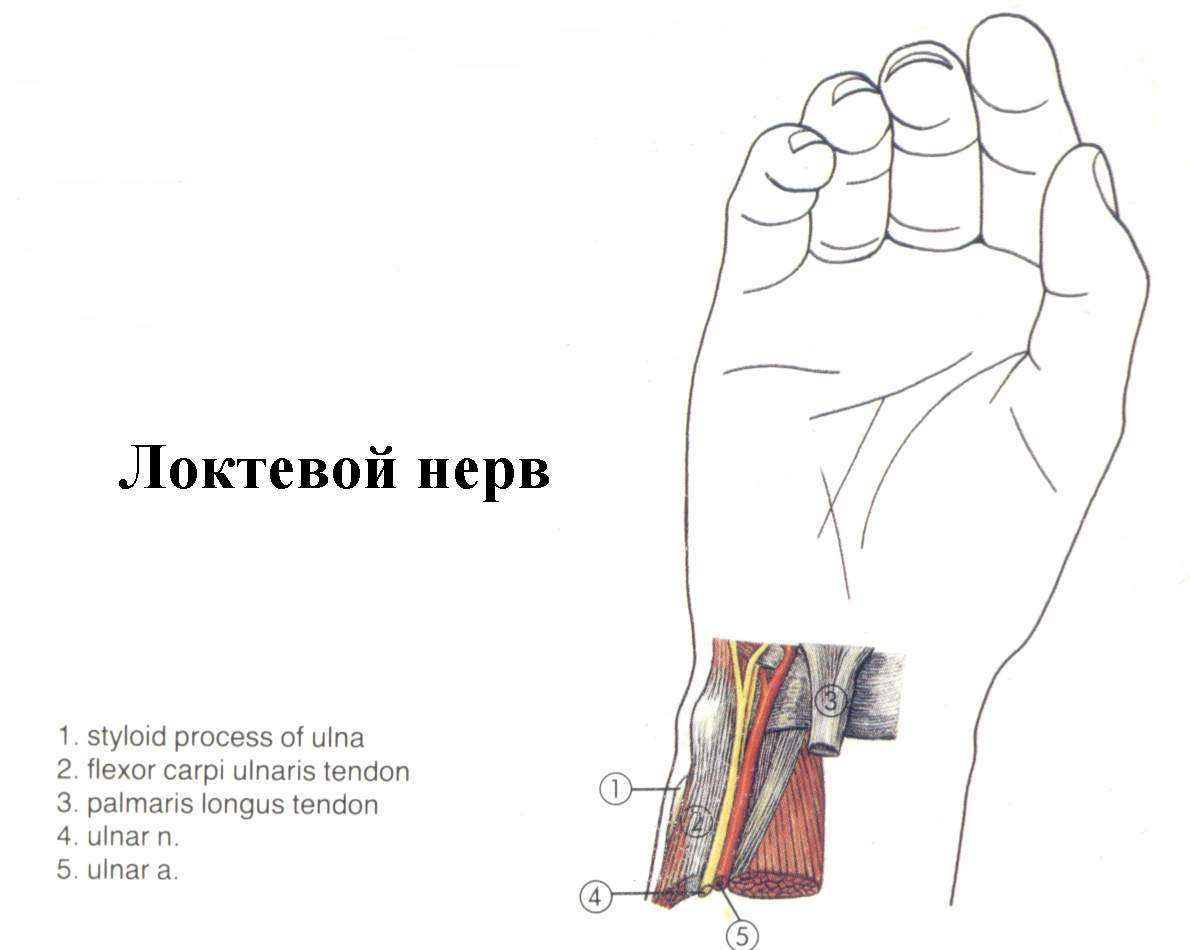 Локтевой нерв
1. styloid process of ulna
2. flexor carpi ulnaris tendon
3. palmaris longus tendon
4. ulnar n.
5. ulnar a.
3
1
2
4
5